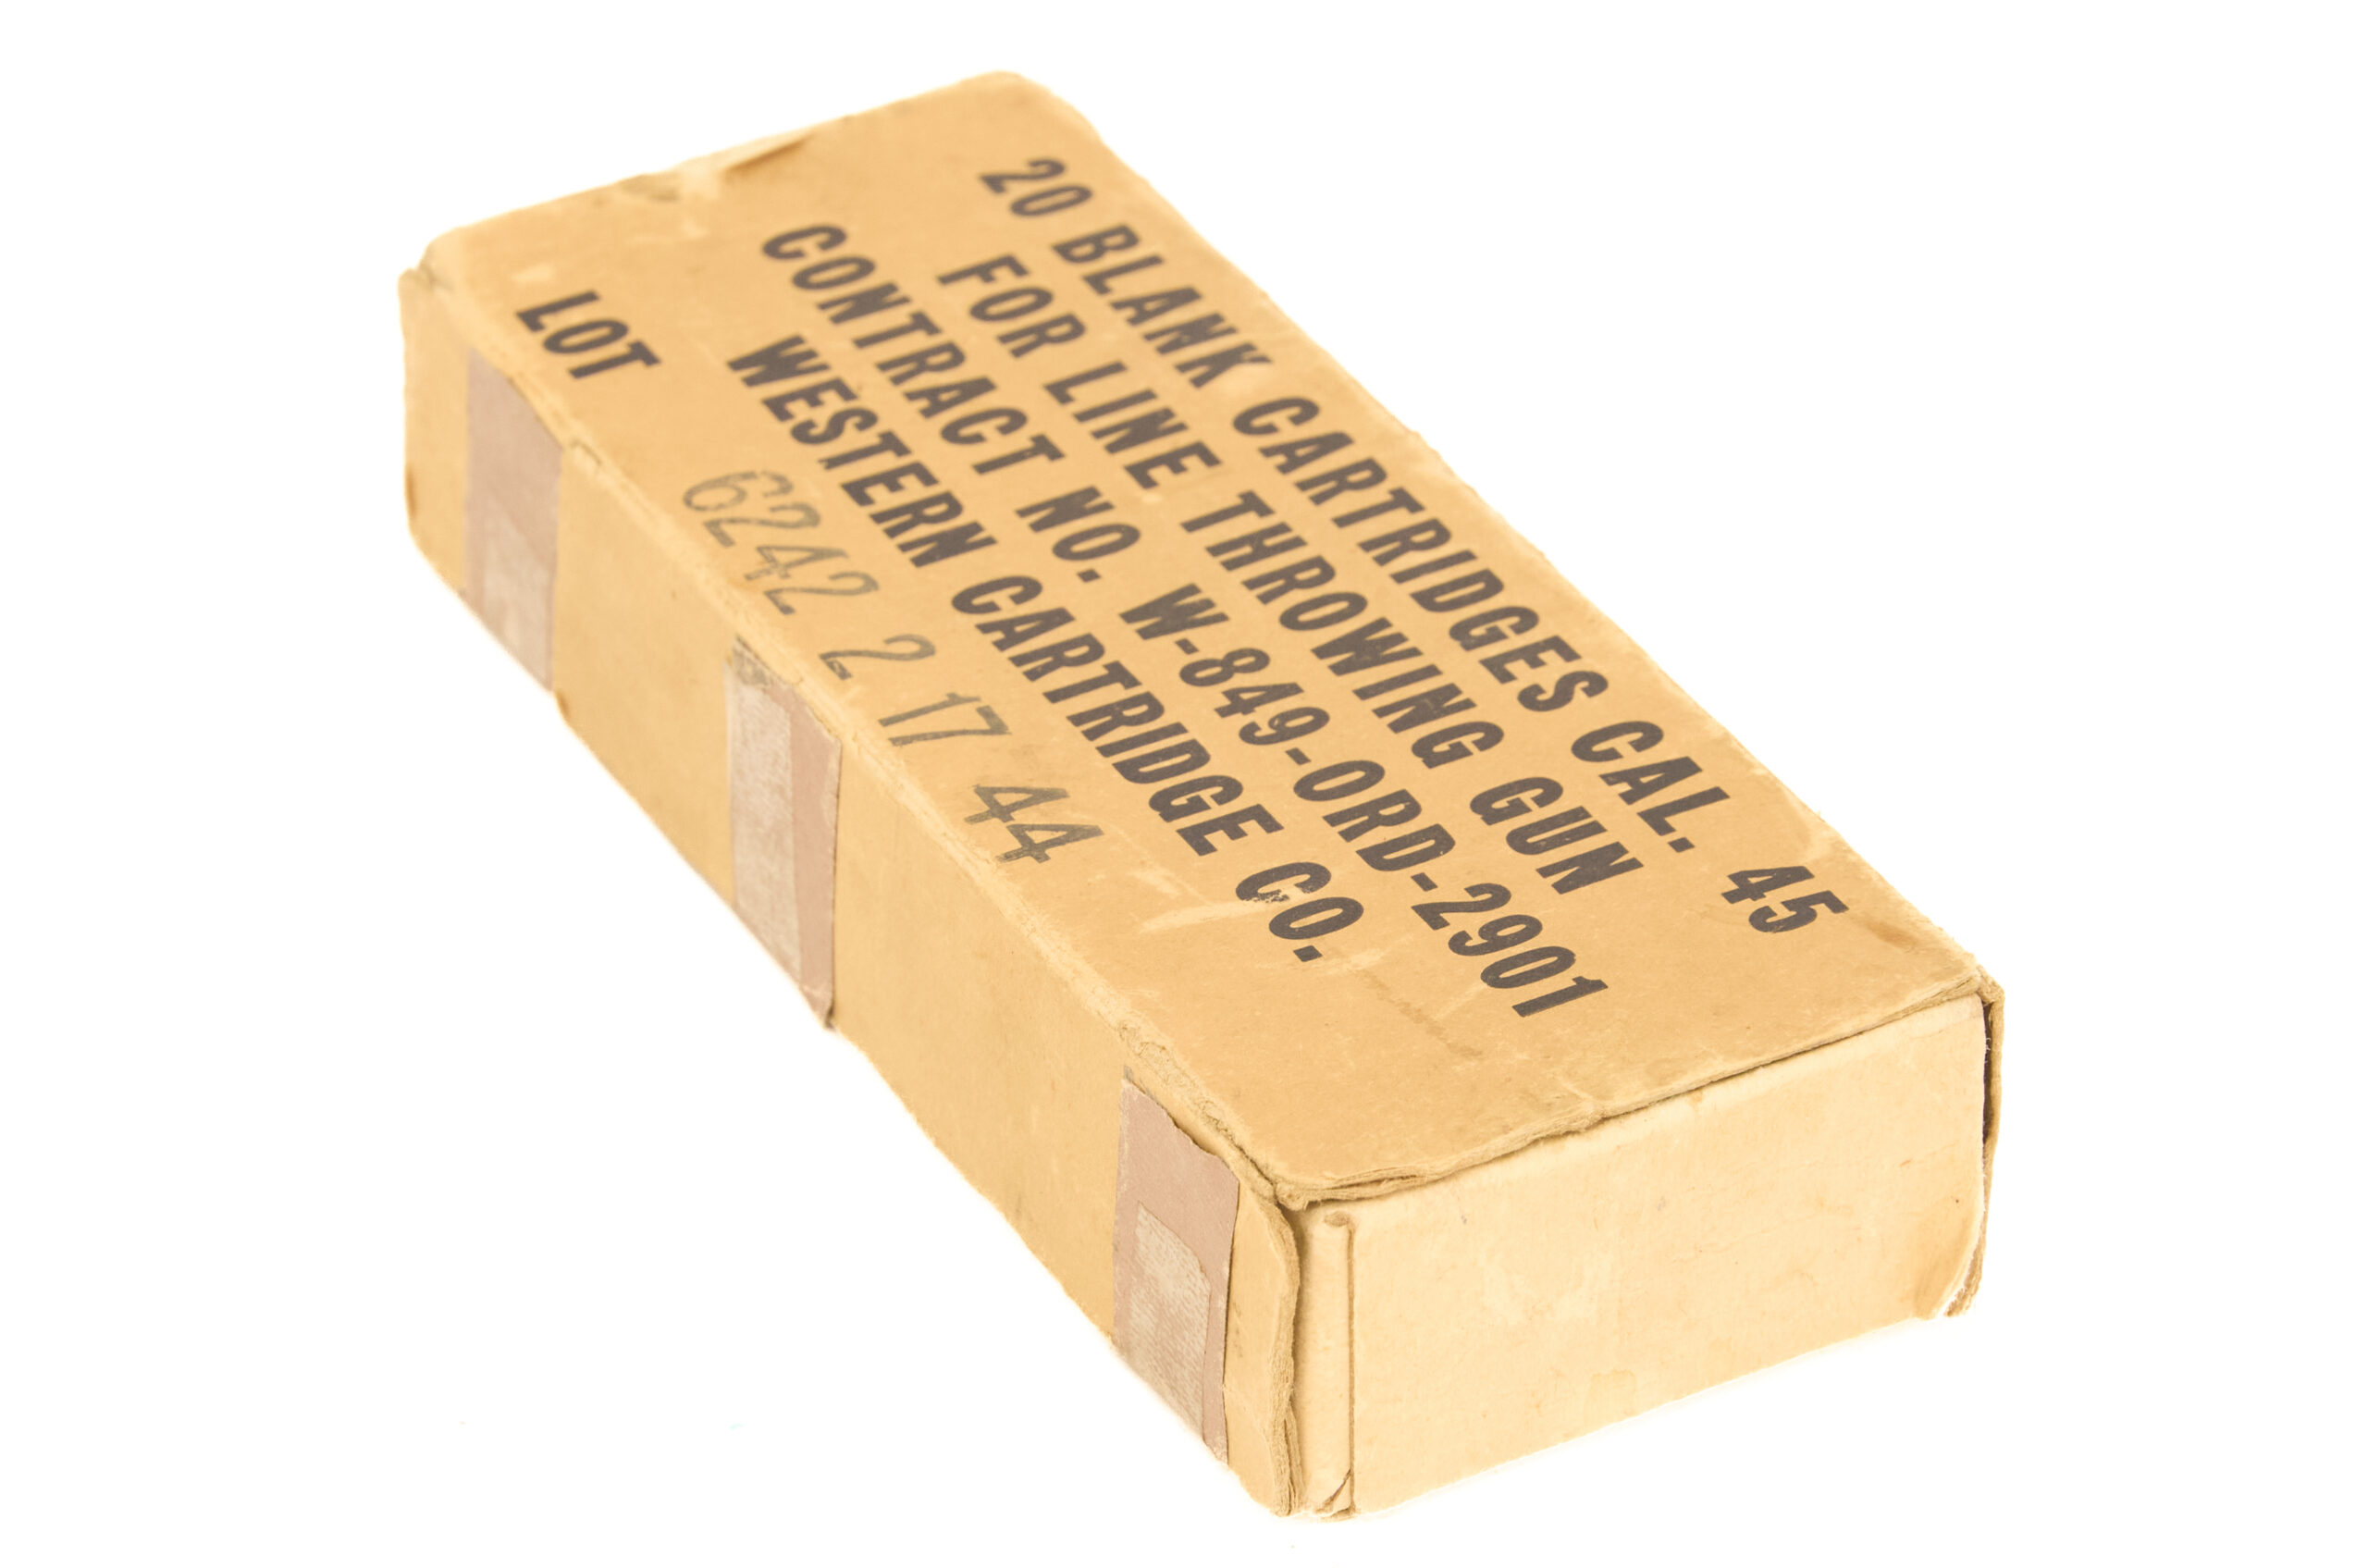 20 BLANK CARTRIDGES CAL. 45
FOR LINE THROWING GUN
CONTRACT NO. W-849-ORD-2901
WESTERN CARTRIDGE CO.
LOT 6242 2 17 44